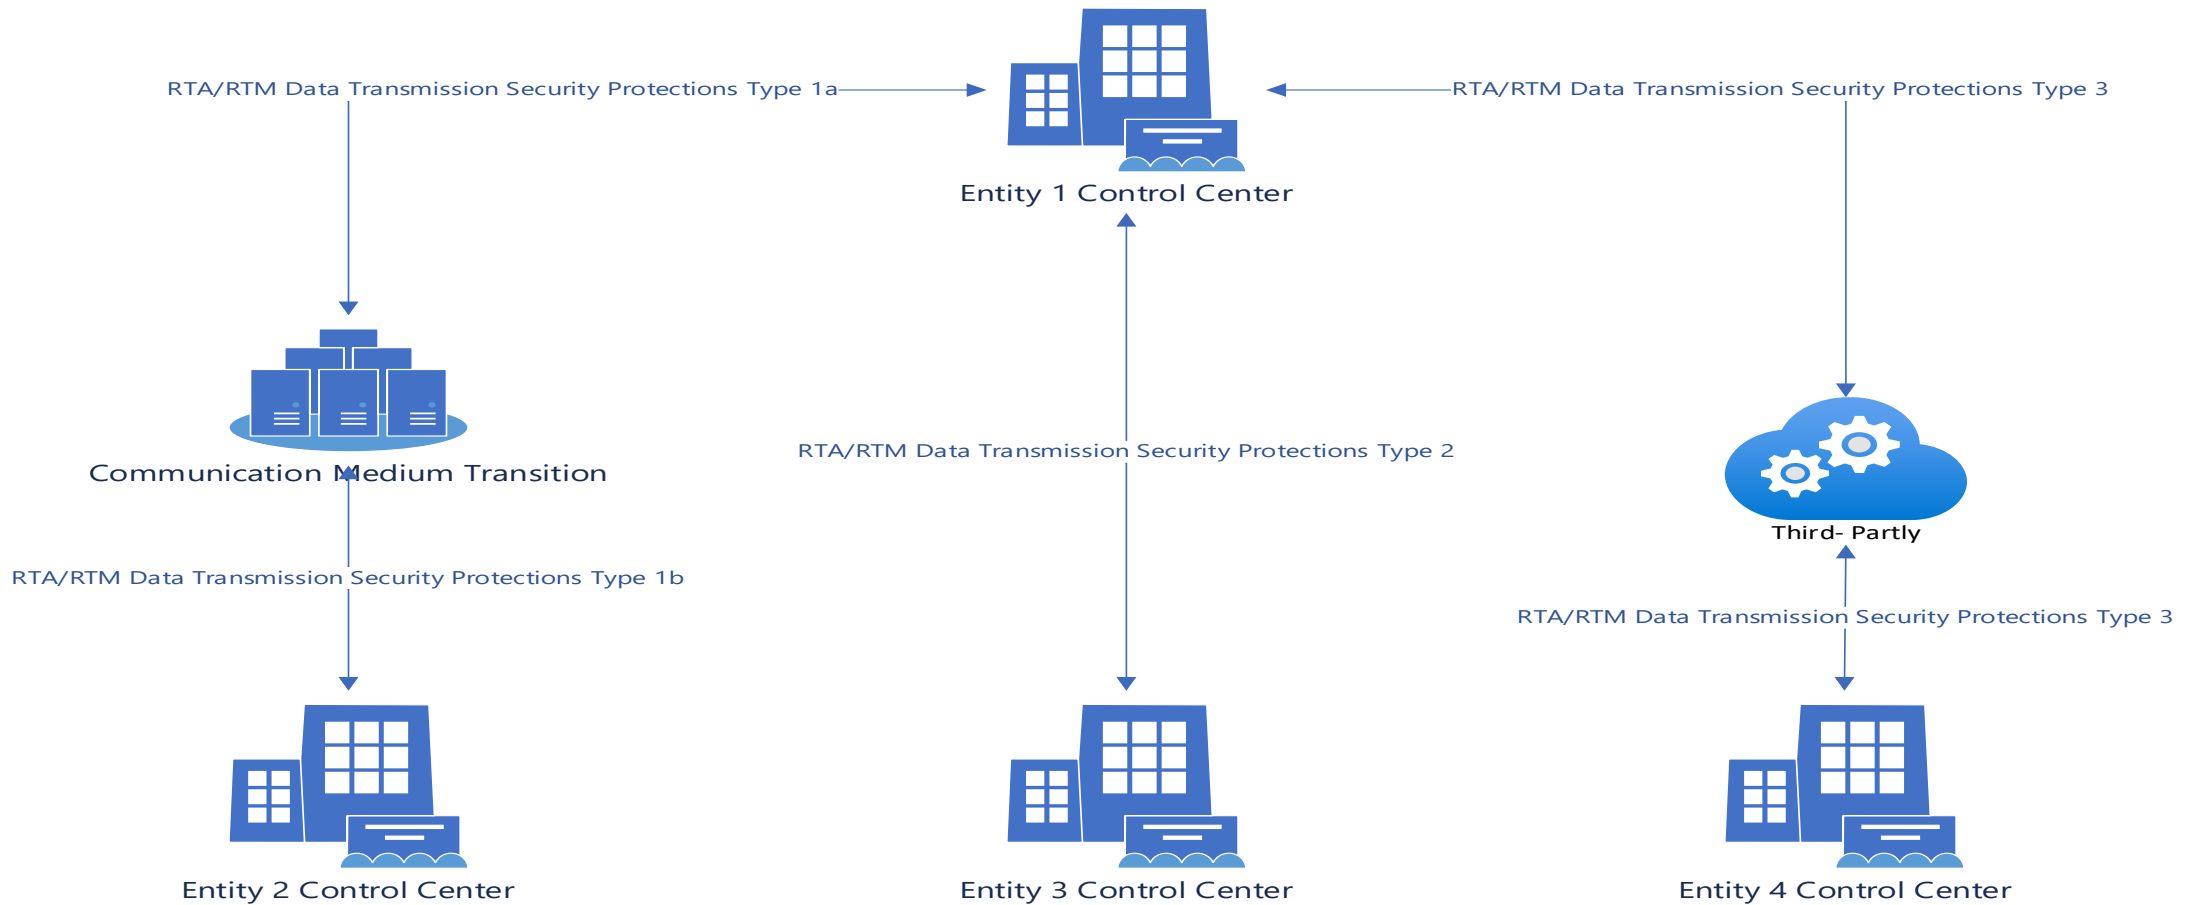 RTA/RTM Data Transmission Security Protections Type 1a
RTA/RTM Data Transmission Security Protections Type 3
Entity 1 Control Center
RTA/RTM Data Transmission Security Protections Type 2
Communication Medium Transition
Third- Partly
RTA/RTM Data Transmission Security Protections Type 1b
RTA/RTM Data Transmission Security Protections Type 3
Entity 2 Control Center
Entity 3 Control Center
Entity 4 Control Center